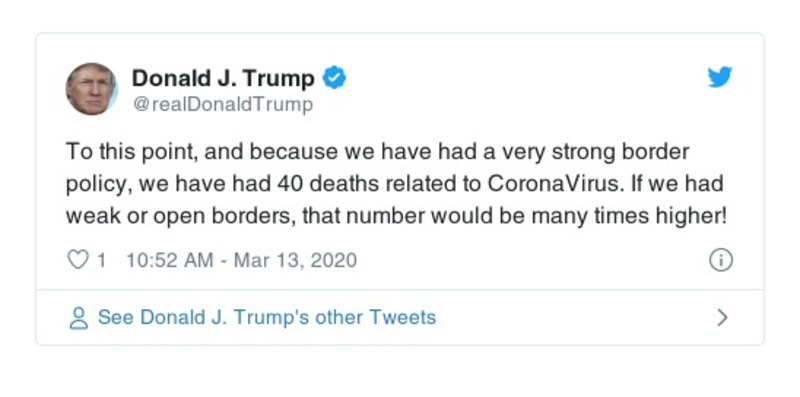 Donald J. Trump
@realDonaldTrump
To this point, and because we have had a very strong border
policy, we have had 40 deaths related to CoronaVirus. If we had
weak or open borders, that number would be many times higher!
1 10:52 AM - Mar 13, 2020
See Donald J. Trump's other Tweets